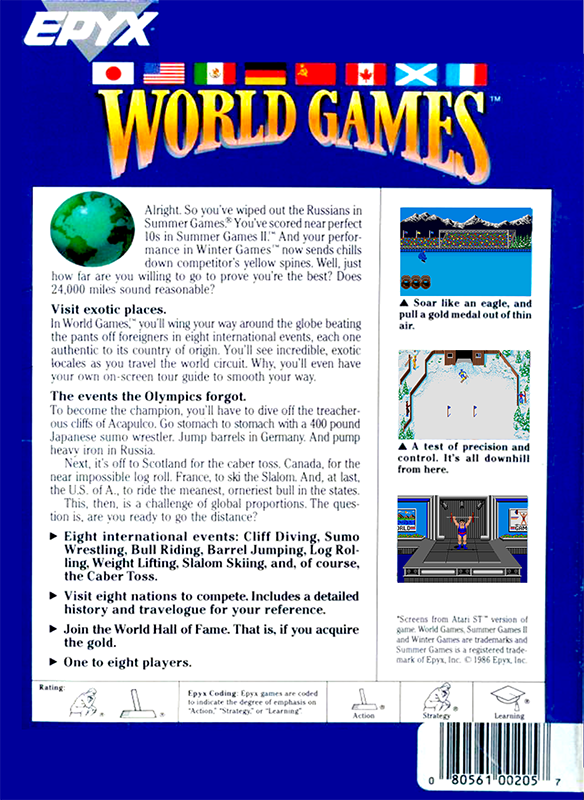 EPYX
WORLD GAMES™
Alright. So you've wiped out the Russians in
Summer Games.® You've scored near perfect
10s in Summer Games II.™ And your perfor-
mance in Winter Games™ now sends chills
down competitor's yellow spines. Well, just
how far are you willing to go to prove you're the best? Does
24,000 miles sound reasonable?
Visit exotic places.
In World Games,™ you'll wing your way around the globe beating
the pants off foreigners in eight international events, each one
authentic to its country of origin. You'll see incredible, exotic
locales as you travel the world circuit. Why, you'll even have
your own on-screen tour guide to smooth your way.
The events the Olympics forgot.
To become the champion, you'll have to dive off the treacher-
ous cliffs of Acapulco. Go stomach to stomach with a 400 pound
Japanese sumo wrestler. Jump barrels in Germany. And pump
heavy iron in Russia.
Next, it's off to Scotland for the caber toss. Canada, for the
near impossible log roll. France, to ski the Slalom. And, at last,
the U.S. of A., to ride the meanest, orneriest bull in the states.
This, then, is a challenge of global proportions. The ques-
tion is, are you ready to go the distance?
▶ Eight international events: Cliff Diving, Sumo
Wrestling, Bull Riding, Barrel Jumping, Log Rol-
ling, Weight Lifting, Slalom Skiing, and, of course,
the Caber Toss.
▶ Visit eight nations to compete. Includes a detailed
history and travelogue for your reference.
▶ Join the World Hall of Fame. That is, if you acquire
the gold.
▶ One to eight players.
▲ Soar like an eagle, and
pull a gold medal out of thin
air.
▲ A test of precision and
control. It's all downhill
from here.
WORLD
GAM
"Screens from Atari ST™ version of
game. World Games, Summer Games II
and Winter Games are trademarks and
Summer Games is a registered trade-
mark of Epyx, Inc. © 1986 Epyx, Inc.
Rating:
® ®
Epyx Coding: Epyx games are coded
to indicate the degree of emphasis on
"Action," "Strategy," or "Learning".
® Action
® Strategy
® Learning
0 80561 00205 7